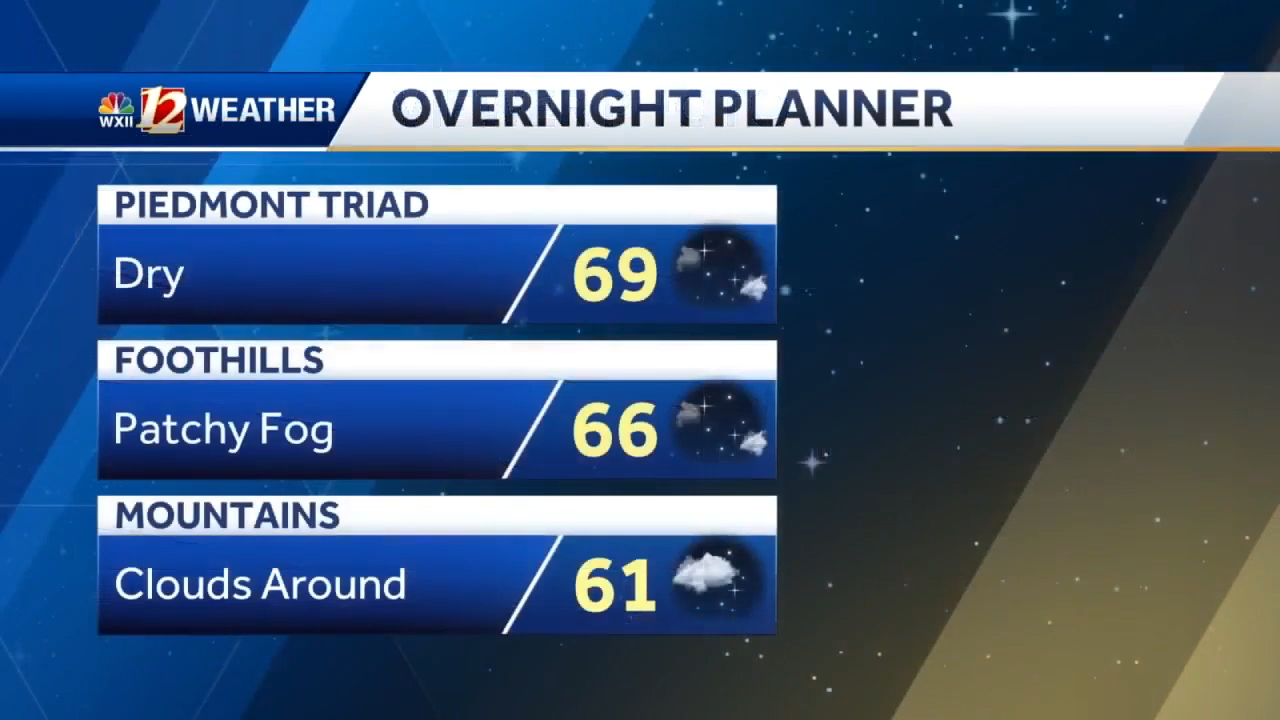 WXII 12 WEATHER OVERNIGHT PLANNER
PIEDMONT TRIAD
Dry 69
FOOTHILLS
Patchy Fog 66
MOUNTAINS
Clouds Around 61